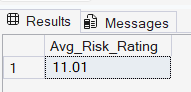 Results Messages
Avg_Risk_Rating
1 11.01